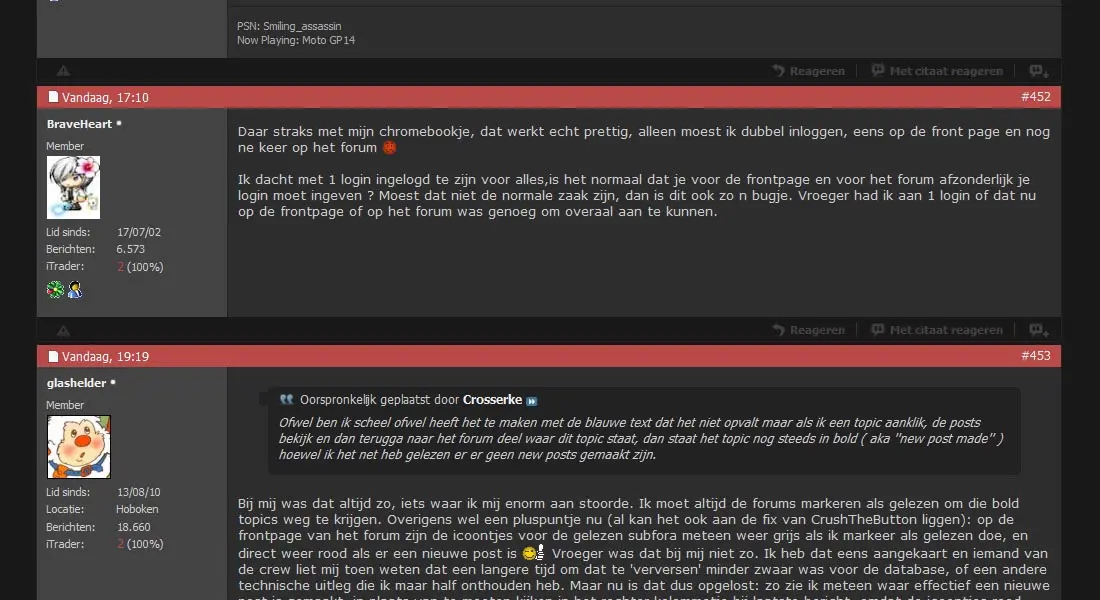 PSN: Smiling_assassin
Now Playing: Moto GP14
Reageren
Met citaat reageren
Vandaag, 17:10
#452
BraveHeart
Member
Lid sinds: 17/07/02
Berichten: 6.573
iTrader: 2 (100%)
Daar straks met mijn chromebookje, dat werkt echt prettig, alleen moest ik dubbel inloggen, eens op de front page en nog
ne keer op het forum
Ik dacht met 1 login ingelogd te zijn voor alles,is het normaal dat je voor de frontpage en voor het forum afzonderlijk je
login moet ingeven ? Moest dat niet de normale zaak zijn, dan is dit ook zo n bugje. Vroeger had ik aan 1 login of dat nu
op de frontpage of op het forum was genoeg om overaal aan te kunnen.
Reageren
Met citaat reageren
Vandaag, 19:19
#453
glashelder
Member
Lid sinds: 13/08/10
Locatie: Hoboken
Berichten: 18.660
iTrader: 2 (100%)
Oorspronkelijk geplaatst door Crosserke
Ofwel ben ik scheel ofwel heeft het te maken met de blauwe text dat het niet opvalt maar als ik een topic aanklik, de posts
bekijk en dan terugga naar het forum deel waar dit topic staat, dan staat het topic nog steeds in bold ( aka "new post made" )
hoewel ik het net heb gelezen er er geen new posts gemaakt zijn.
Bij mij was dat altijd zo, iets waar ik mij enorm aan stoorde. Ik moet altijd de forums markeren als gelezen om die bold
topics weg te krijgen. Overigens wel een pluspuntje nu (al kan het ook aan de fix van CrushTheButton liggen): op de
frontpage van het forum zijn de icoontjes voor de gelezen subfora meteen weer grijs als ik markeer als gelezen doe, en
direct weer rood als er een nieuwe post is Vroeger was dat bij mij niet zo. Ik heb dat eens aangekaart en iemand van
de crew liet mij toen weten dat een langere tijd om dat te 'verversen' minder zwaar was voor de database, of een andere
technische uitleg die ik maar half onthouden heb. Maar nu is dat dus opgelost: zo zie ik meteen waar effectief een nieuwe